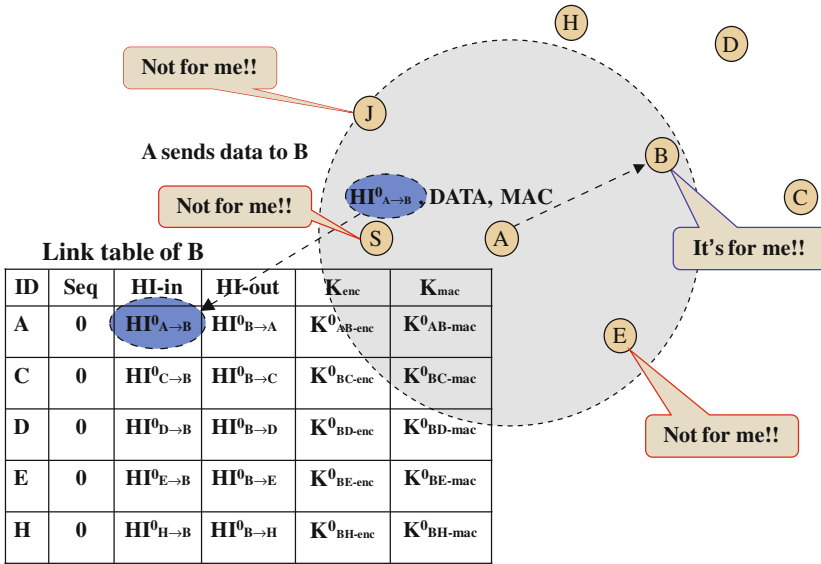 H
D
Not for me!!
J
A sends data to B
B
HI⁰A→B, DATA, MAC
C
Not for me!!
S
A
It's for me!!
Link table of B
ID Seq HI-in HI-out Kenc Kmac
A 0 HI⁰A→B HI⁰B→A K⁰AB-enc K⁰AB-mac
E
C 0 HI⁰C→B HI⁰B→C K⁰BC-enc K⁰BC-mac
D 0 HI⁰D→B HI⁰B→D K⁰BD-enc K⁰BD-mac
Not for me!!
E 0 HI⁰E→B HI⁰B→E K⁰BE-enc K⁰BE-mac
H 0 HI⁰H→B HI⁰B→H K⁰BH-enc K⁰BH-mac